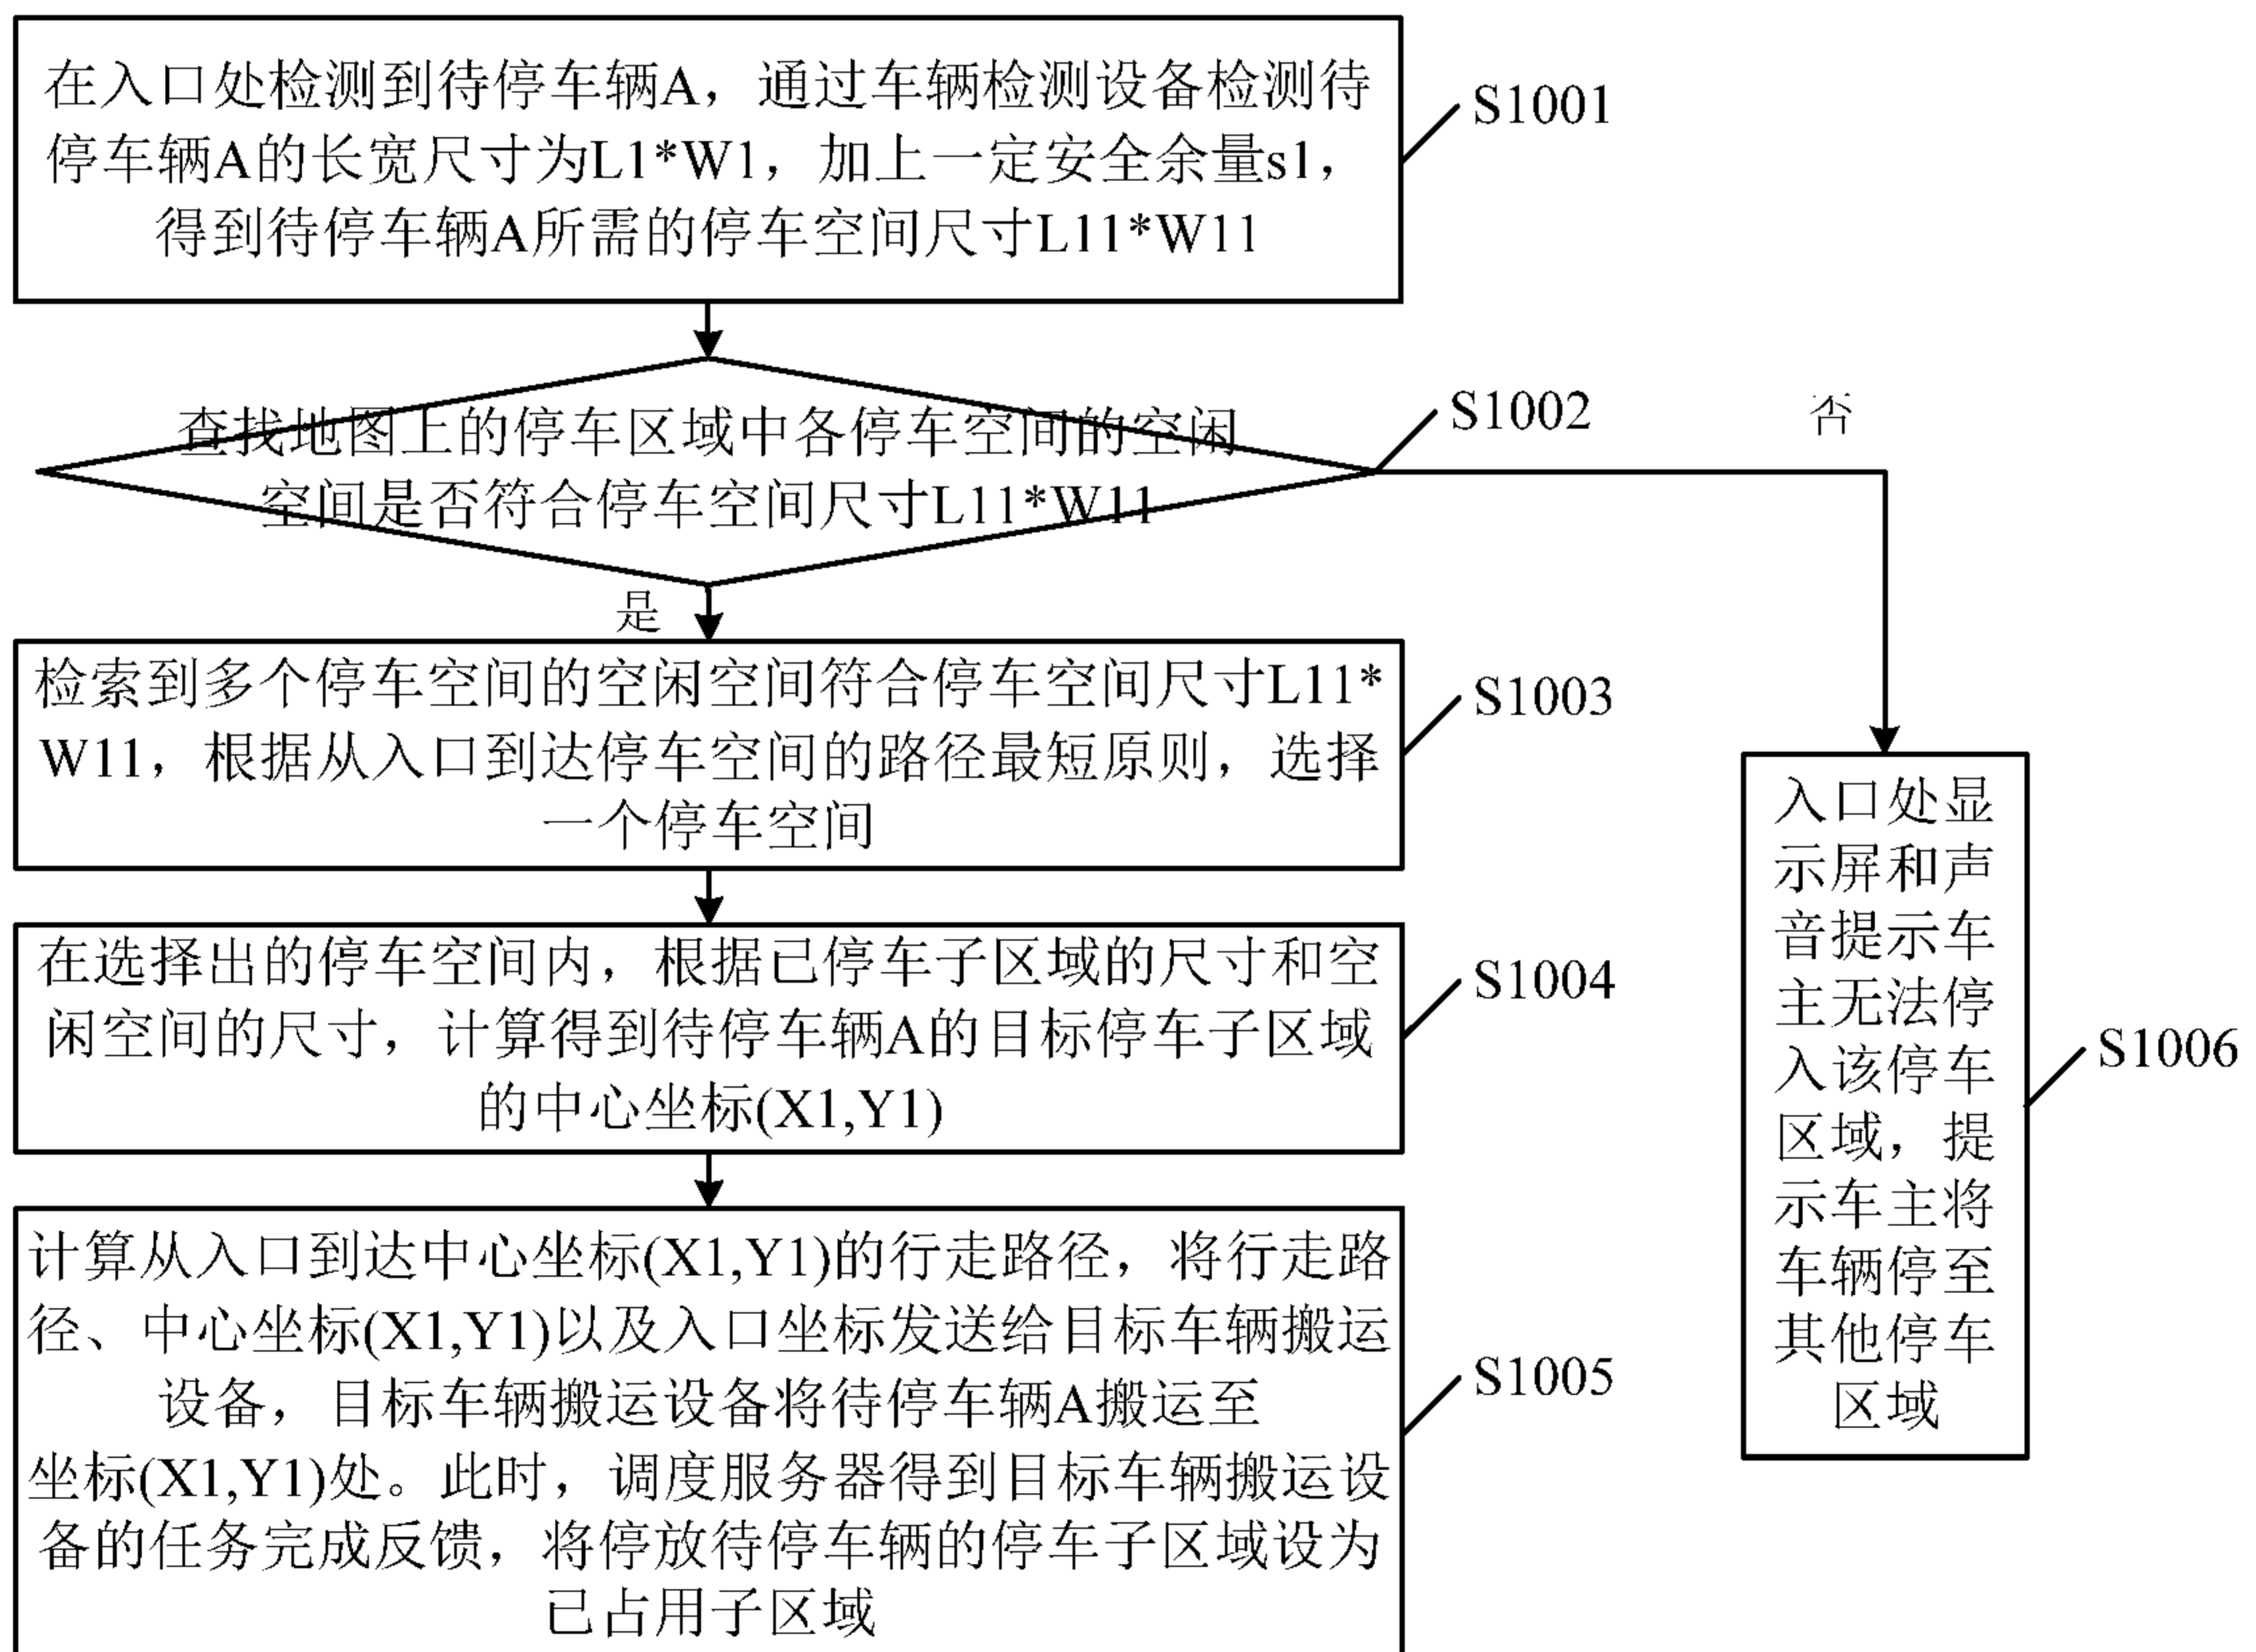 在入口处检测到待停车辆A，通过车辆检测设备检测待
停车辆A的长宽尺寸为L1*W1，加上一定安全余量s1，
得到待停车辆A所需的停车空间尺寸L11*W11
S1001
查找地图上的停车区域中各停车空间的空闲
空间是否符合停车空间尺寸L11*W11
S1002
否
是
检索到多个停车空间的空闲空间符合停车空间尺寸L11*
W11，根据从入口到达停车空间的路径最短原则，选择
一个停车空间
S1003
在选择出的停车空间内，根据已停车子区域的尺寸和空
闲空间的尺寸，计算得到待停车辆A的目标停车子区域
的中心坐标(X1,Y1)
S1004
计算从入口到达中心坐标(X1,Y1)的行走路径，将行走路
径、中心坐标(X1,Y1)以及入口坐标发送给目标车辆搬运
设备，目标车辆搬运设备将待停车辆A搬运至
坐标(X1,Y1)处。此时，调度服务器得到目标车辆搬运设
备的任务完成反馈，将停放待停车辆的停车子区域设为
已占用子区域
S1005
入口处显
示屏和声
音提示车
主无法停
入该停车
区域，提
示车主将
车辆停至
其他停车
区域
S1006